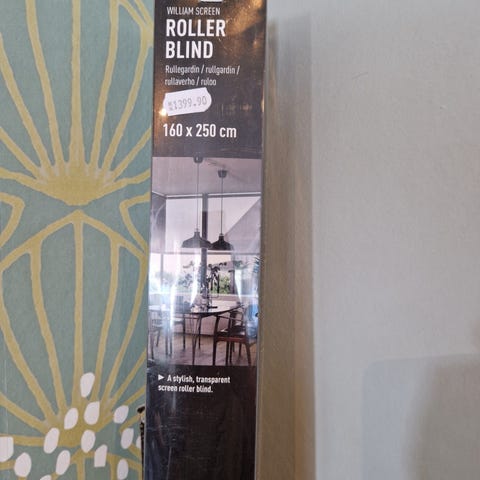 WILLIAM SCREEN
ROLLER
BLIND
Rullegardin / rullgardin /
rullaverho / ruloo
1399.90
160 x 250 cm
► A stylish, transparent
screen roller blind.